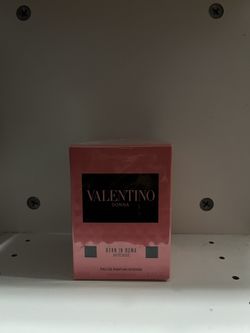 VALENTINO
DONNA
BORN IN ROMA
INTENSE
EAU DE PARFUM INTENSE